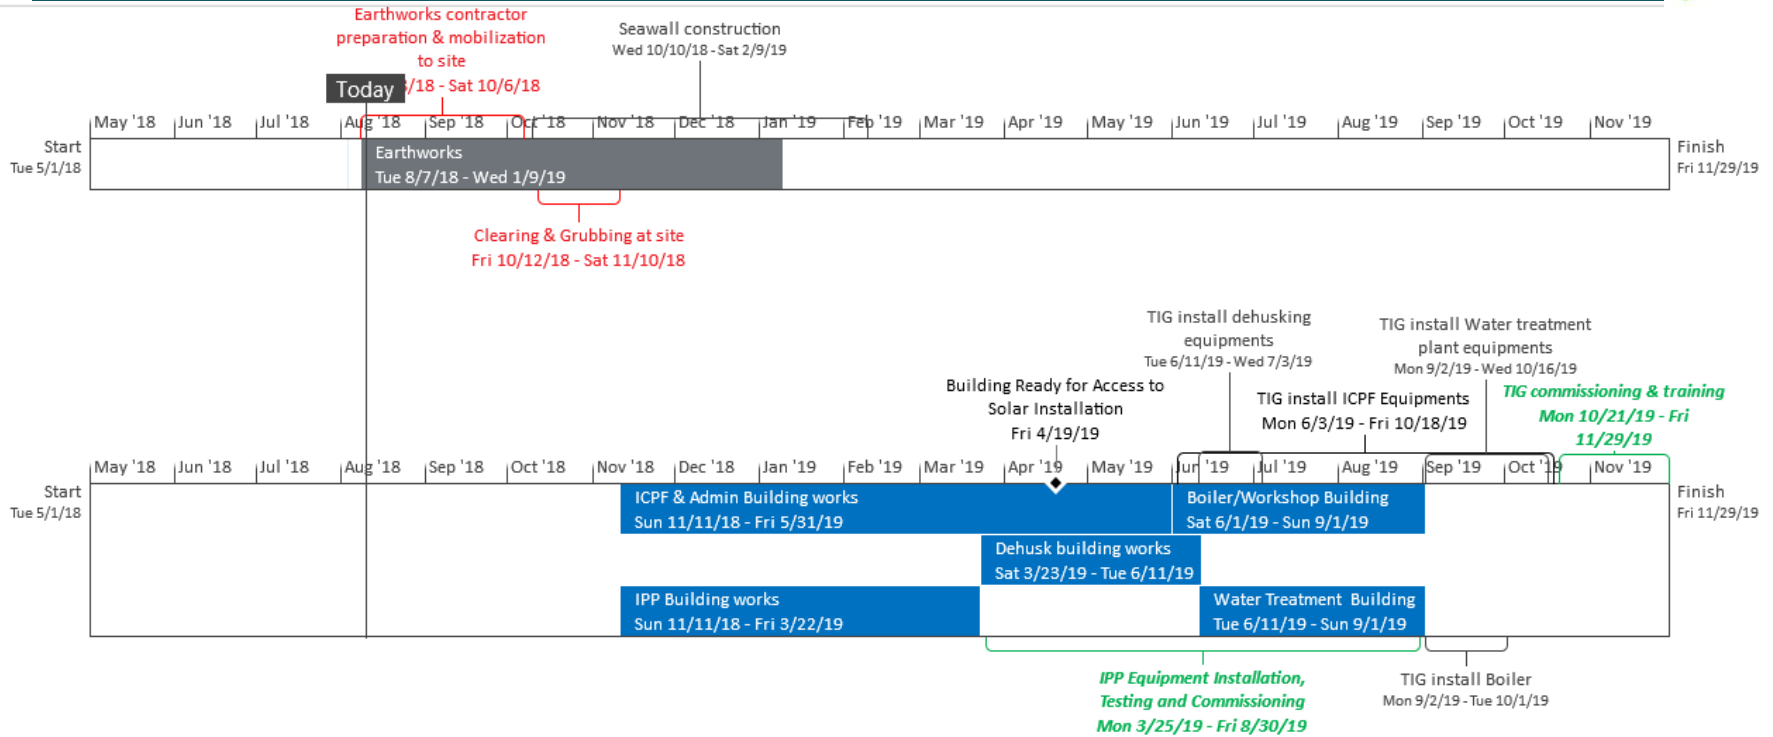 Earthworks contractor
preparation & mobilization
to site
/18 - Sat 10/6/18
Seawall construction
Wed 10/10/18 - Sat 2/9/19
Today
May '18 Jun '18 Jul '18 Aug '18 Sep '18 Oct '18 Nov '18 Dec '18 Jan '19 Feb '19 Mar '19 Apr '19 May '19 Jun '19 Jul '19 Aug '19 Sep '19 Oct '19 Nov '19
Start
Tue 5/1/18
Earthworks
Tue 8/7/18 - Wed 1/9/19
Finish
Fri 11/29/19
Clearing & Grubbing at site
Fri 10/12/18 - Sat 11/10/18
TIG install dehusking
equipments
Tue 6/11/19 - Wed 7/3/19
TIG install Water treatment
plant equipments
Mon 9/2/19 - Wed 10/16/19
Building Ready for Access to
Solar Installation
Fri 4/19/19
TIG install ICPF Equipments
Mon 6/3/19 - Fri 10/18/19
TIG commissioning & training
Mon 10/21/19 - Fri
11/29/19
May '18 Jun '18 Jul '18 Aug '18 Sep '18 Oct '18 Nov '18 Dec '18 Jan '19 Feb '19 Mar '19 Apr '19 May '19 Jun '19 Jul '19 Aug '19 Sep '19 Oct '19 Nov '19
Start
Tue 5/1/18
ICPF & Admin Building works
Sun 11/11/18 - Fri 5/31/19
Boiler/Workshop Building
Sat 6/1/19 - Sun 9/1/19
Finish
Fri 11/29/19
Dehusk building works
Sat 3/23/19 - Tue 6/11/19
IPP Building works
Sun 11/11/18 - Fri 3/22/19
Water Treatment Building
Tue 6/11/19 - Sun 9/1/19
IPP Equipment Installation,
Testing and Commissioning
Mon 3/25/19 - Fri 8/30/19
TIG install Boiler
Mon 9/2/19 - Tue 10/1/19